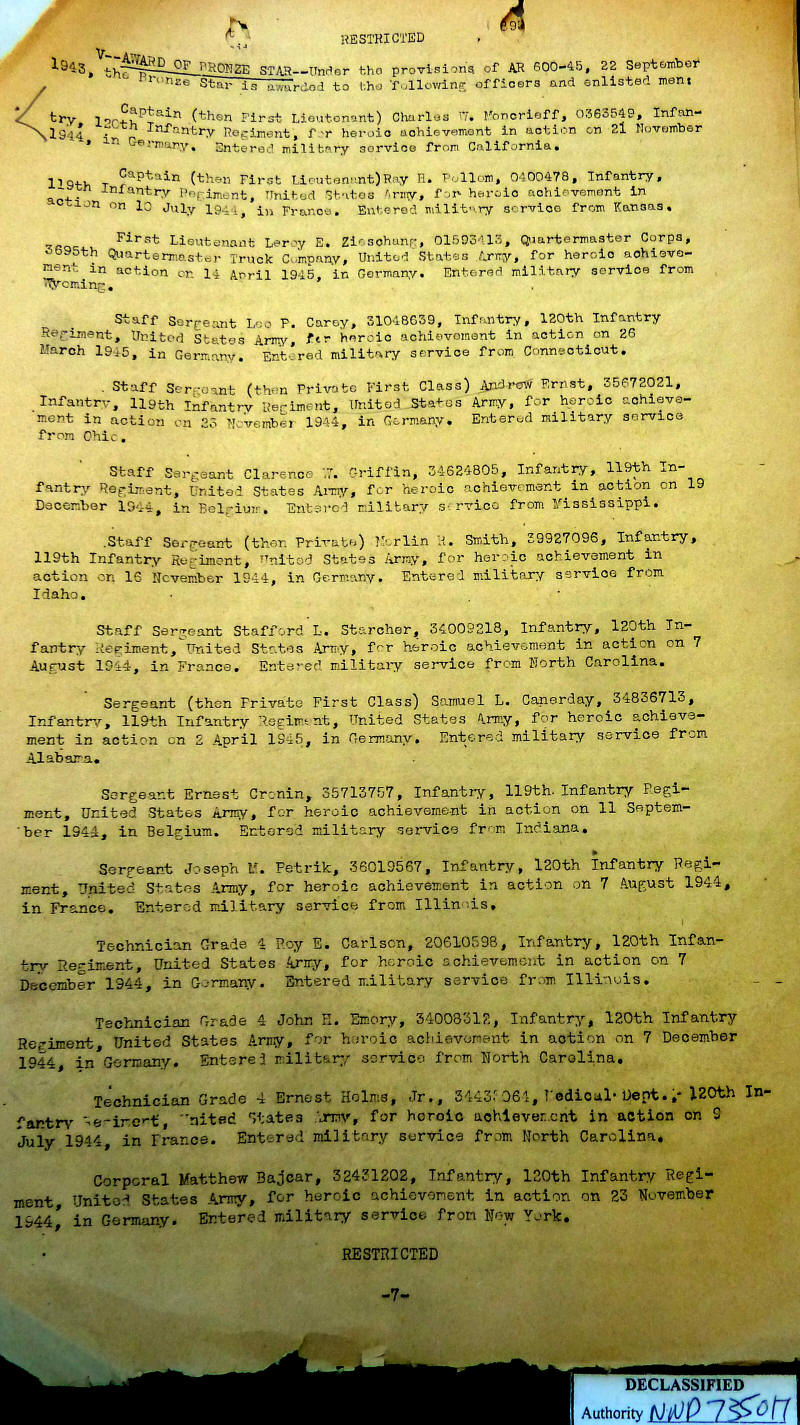 RESTRICTED
V--AWARD OF BRONZE STAR--Under the provisions of AR 600-45, 22 September
1943, the Bronze Star is awarded to the following officers and enlisted men:
Captain (then First Lieutenant) Charles W. Moncrieff, 0363549, Infan-
try, 120th Infantry Regiment, for heroic achievement in action on 21 November
1944, in Germany. Entered military service from California.
Captain (then First Lieutenant)Ray H. Pollom, 0400478, Infantry,
119th Infantry Regiment, United States Army, for heroic achievement in
action on 10 July 1944, in France. Entered military service from Kansas.
First Lieutenant Leroy E. Zieschang, 01593413, Quartermaster Corps,
3695th Quartermaster Truck Company, United States Army, for heroic achieve-
ment in action on 14 April 1945, in Germany. Entered military service from
Wyoming.
Staff Sergeant Leo P. Carey, 31048639, Infantry, 120th Infantry
Regiment, United States Army, for heroic achievement in action on 26
March 1945, in Germany. Entered military service from Connecticut.
Staff Sergeant (then Private First Class) Andrew Ernst, 35672021,
Infantry, 119th Infantry Regiment, United States Army, for heroic achieve-
ment in action on 23 November 1944, in Germany. Entered military service
from Ohio.
Staff Sergeant Clarence W. Griffin, 34624805, Infantry, 119th In-
fantry Regiment, United States Army, for heroic achievement in action on 19
December 1944, in Belgium. Entered military service from Mississippi.
Staff Sergeant (then Private) Merlin R. Smith, 39927096, Infantry,
119th Infantry Regiment, United States Army, for heroic achievement in
action on 16 November 1944, in Germany. Entered military service from
Idaho.
Staff Sergeant Stafford L. Starcher, 34009218, Infantry, 120th In-
fantry Regiment, United States Army, for heroic achievement in action on 7
August 1944, in France. Entered military service from North Carolina.
Sergeant (then Private First Class) Samuel L. Canerday, 34836713,
Infantry, 119th Infantry Regiment, United States Army, for heroic achieve-
ment in action on 2 April 1945, in Germany. Entered military service from
Alabama.
Sergeant Ernest Cronin, 35713757, Infantry, 119th Infantry Regi-
ment, United States Army, for heroic achievement in action on 11 Septem-
ber 1944, in Belgium. Entered military service from Indiana.
Sergeant Joseph M. Petrik, 36019567, Infantry, 120th Infantry Regi-
ment, United States Army, for heroic achievement in action on 7 August 1944,
in France. Entered military service from Illinois.
Technician Grade 4 Roy E. Carlson, 20610598, Infantry, 120th Infan-
try Regiment, United States Army, for heroic achievement in action on 7
December 1944, in Germany. Entered military service from Illinois.
Technician Grade 4 John H. Emory, 34008312, Infantry, 120th Infantry
Regiment, United States Army, for heroic achievement in action on 7 December
1944, in Germany. Entered military service from North Carolina.
Technician Grade 4 Ernest Helms, Jr., Medical Dept., 120th In-
fantry Regiment, United States Army, for heroic achievement in action on 9
July 1944, in France. Entered military service from North Carolina.
Corporal Matthew Bajcar, 32431202, Infantry, 120th Infantry Regi-
ment, United States Army, for heroic achievement in action on 23 November
1944, in Germany. Entered military service from New York.
RESTRICTED
-7-
DECLASSIFIED
Authority NND 735017